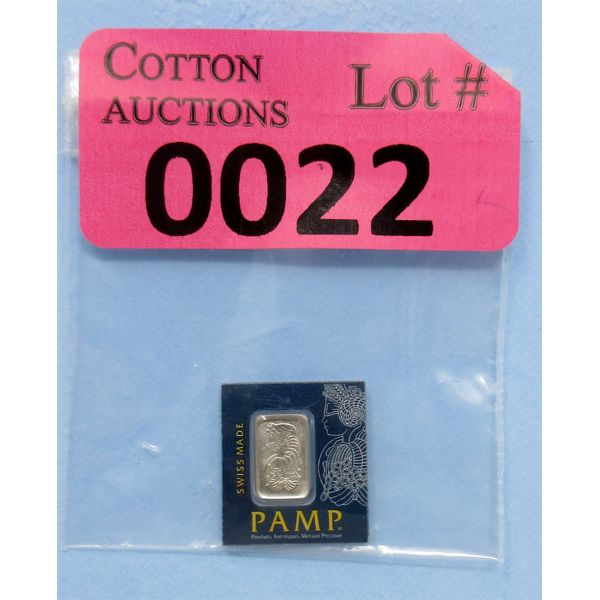 COTTON
AUCTIONS
Lot #
0022
SWISS MADE
PAMP
Produits Artistiques Métaux Précieux